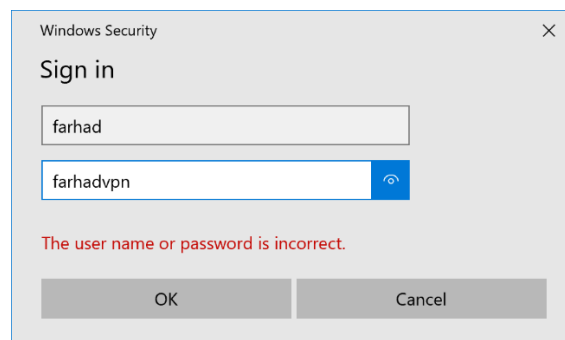 Windows Security
Sign in
farhad
farhadvpn
The user name or password is incorrect.
OK Cancel